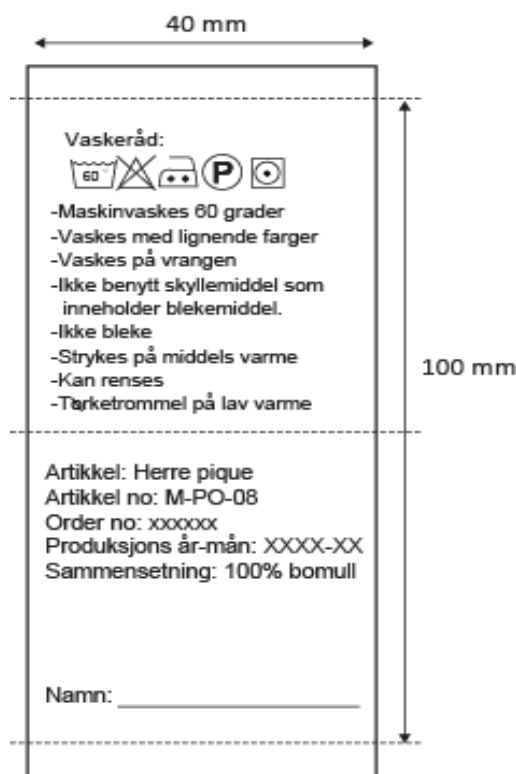 40 mm
Vaskeråd:
60 P
-Maskinvaskes 60 grader
-Vaskes med lignende farger
-Vaskes på vrangen
-Ikke benytt skyllemiddel som
inneholder blekemiddel.
-Ikke bleke
-Strykes på middels varme
-Kan renses
-Tørketrommel på lav varme
100 mm
Artikkel: Herre pique
Artikkel no: M-PO-08
Order no: xxxxxx
Produksjons år-mån: XXXX-XX
Sammensetning: 100% bomull
Namn: